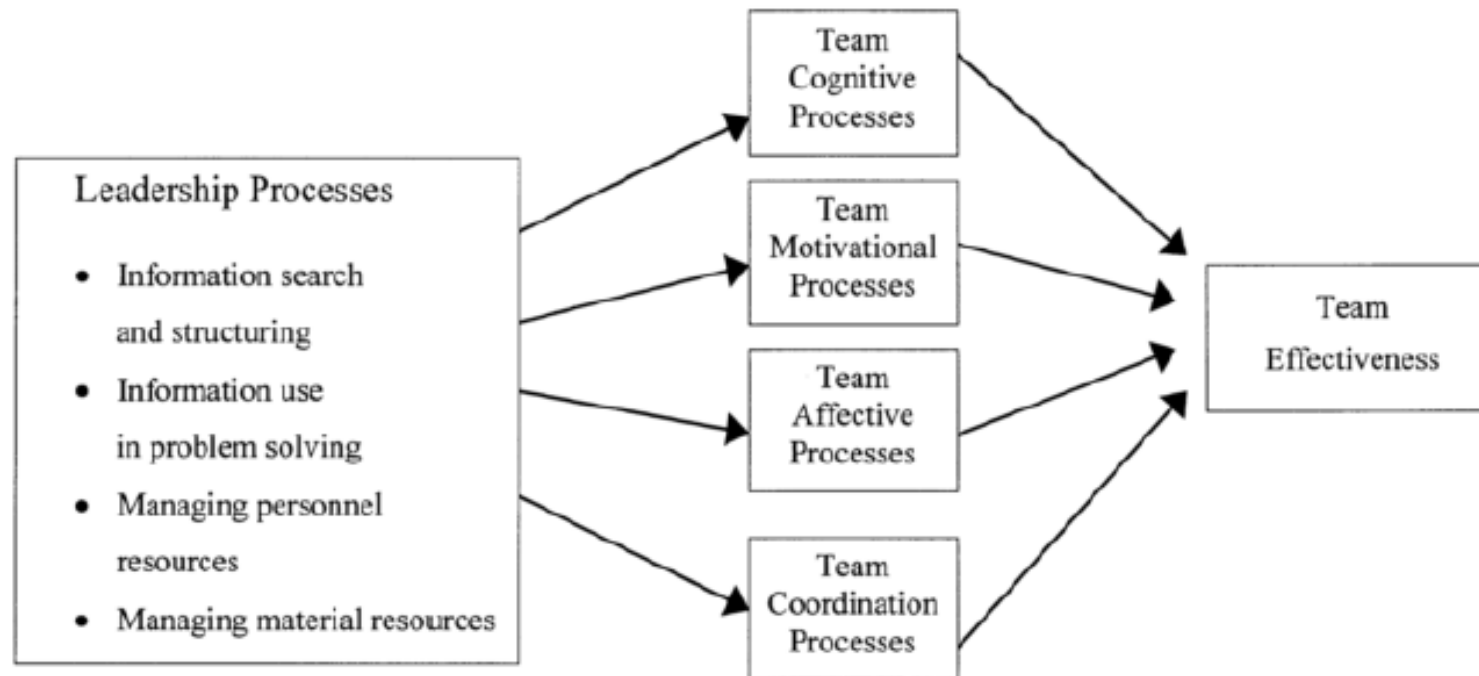 Leadership Processes
• Information search
and structuring
• Information use
in problem solving
• Managing personnel
resources
• Managing material resources
Team
Cognitive
Processes
Team
Motivational
Processes
Team
Affective
Processes
Team
Coordination
Processes
Team
Effectiveness